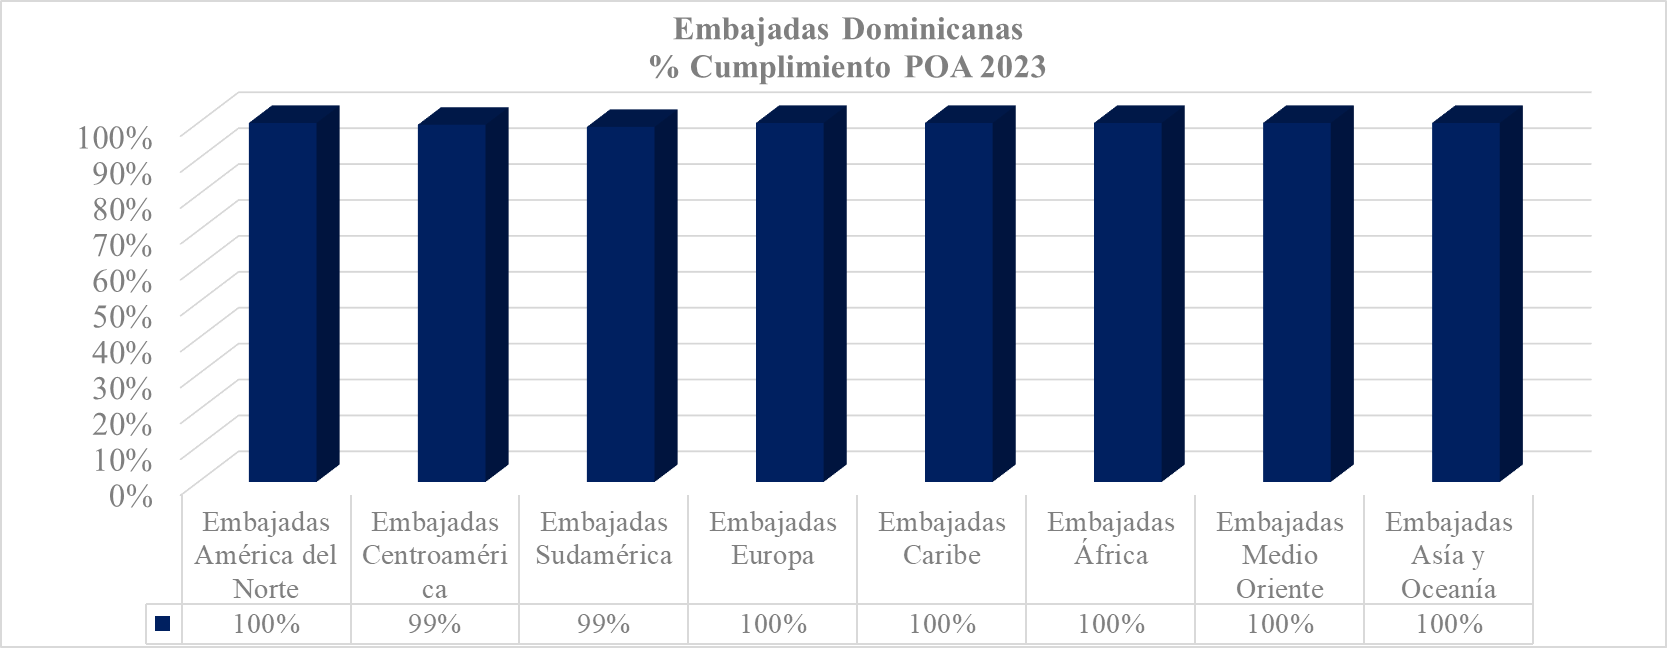 Embajadas Dominicanas
% Cumplimiento POA 2023
100%
90%
80%
70%
60%
50%
40%
30%
20%
10%
0%
Embajadas América del Norte
Embajadas Centroaméri ca
Embajadas Sudamérica
Embajadas Europa
Embajadas Caribe
Embajadas África
Embajadas Medio Oriente
Embajadas Asía y Oceanía
100% 99% 99% 100% 100% 100% 100% 100%